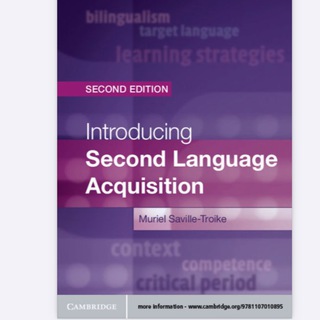 bilingualism
target language
learning strategies
SECOND EDITION
Introducing
Second Language
Acquisition
Muriel Saville-Troike
context
competence
critical period
CAMBRIDGE
more information - www.cambridge.org/9781107010895